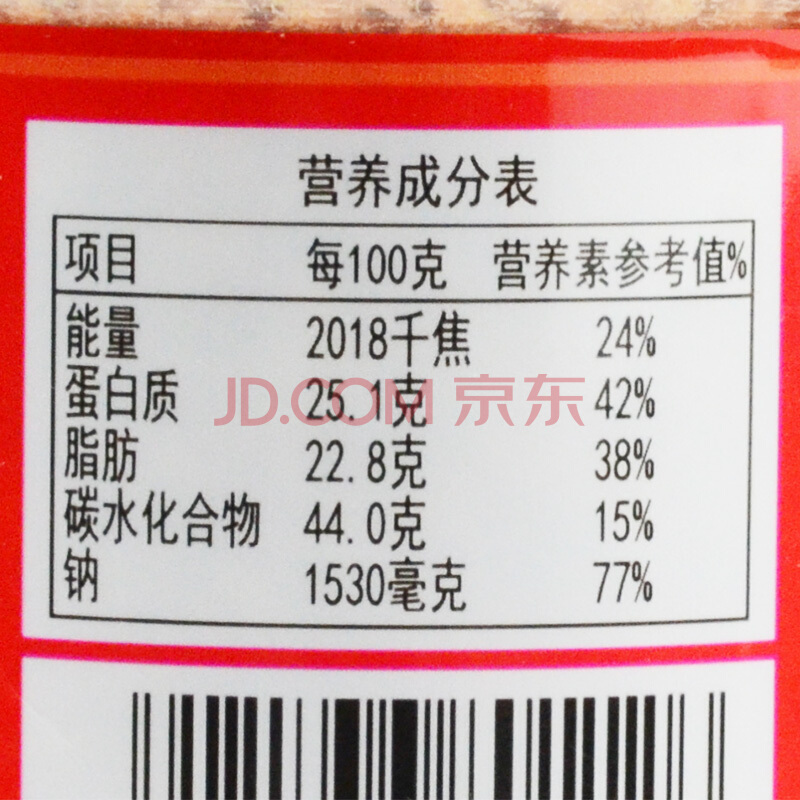 营养成分表
项目 每100克 营养素参考值%
能量 2018千焦 24%
蛋白质 25.1克 42%
JD.COM 京东
脂肪 22.8克 38%
碳水化合物 44.0克 15%
钠 1530毫克 77%